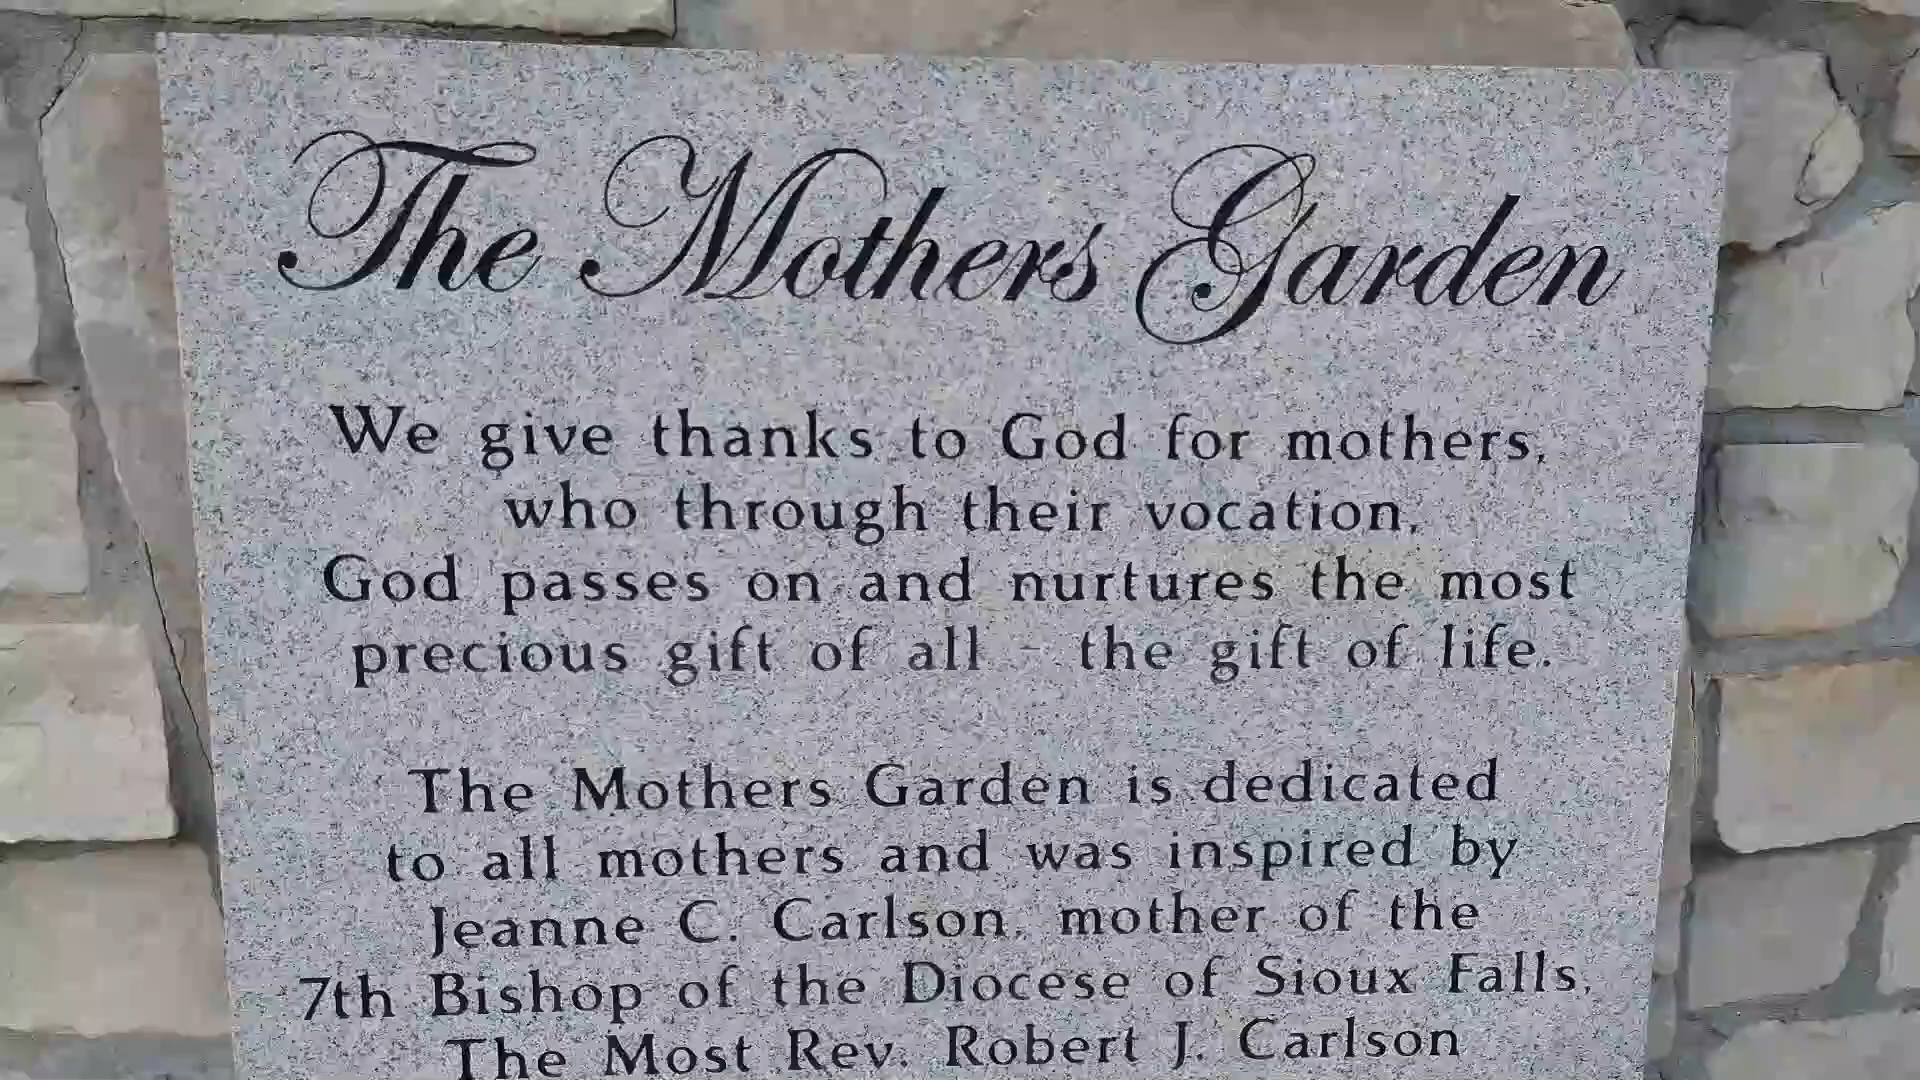 The Mothers Garden
We give thanks to God for mothers,
who through their vocation,
God passes on and nurtures the most
precious gift of all - the gift of life.
The Mothers Garden is dedicated
to all mothers and was inspired by
Jeanne C. Carlson, mother of the
7th Bishop of the Diocese of Sioux Falls,
The Most Rev. Robert J. Carlson